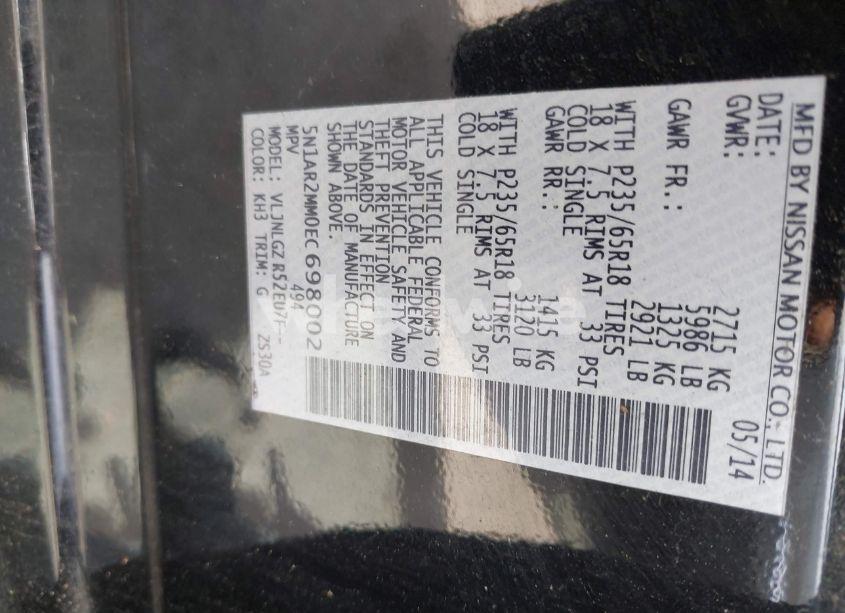 MFD BY NISSAN MOTOR CO., LTD.
DATE: 05/14
GVWR: 2715 KG
5986 LB
GAWR FR.: 1325 KG
2921 LB
WITH P235/65R18 TIRES
18 X 7.5 RIMS AT 33 PSI
COLD SINGLE
GAWR RR.: 1415 KG
3120 LB
WITH P235/65R18 TIRES
18 X 7.5 RIMS AT 33 PSI
COLD SINGLE
THIS VEHICLE CONFORMS TO
ALL APPLICABLE FEDERAL
MOTOR VEHICLE SAFETY AND
THEFT PREVENTION
STANDARDS IN EFFECT ON
THE DATE OF MANUFACTURE
SHOWN ABOVE.
5N1AR2MM0EC698002
MPV 494
MODEL: VLJNLGZ R52EU7F--
COLOR: KH3 TRIM: G 2S30A